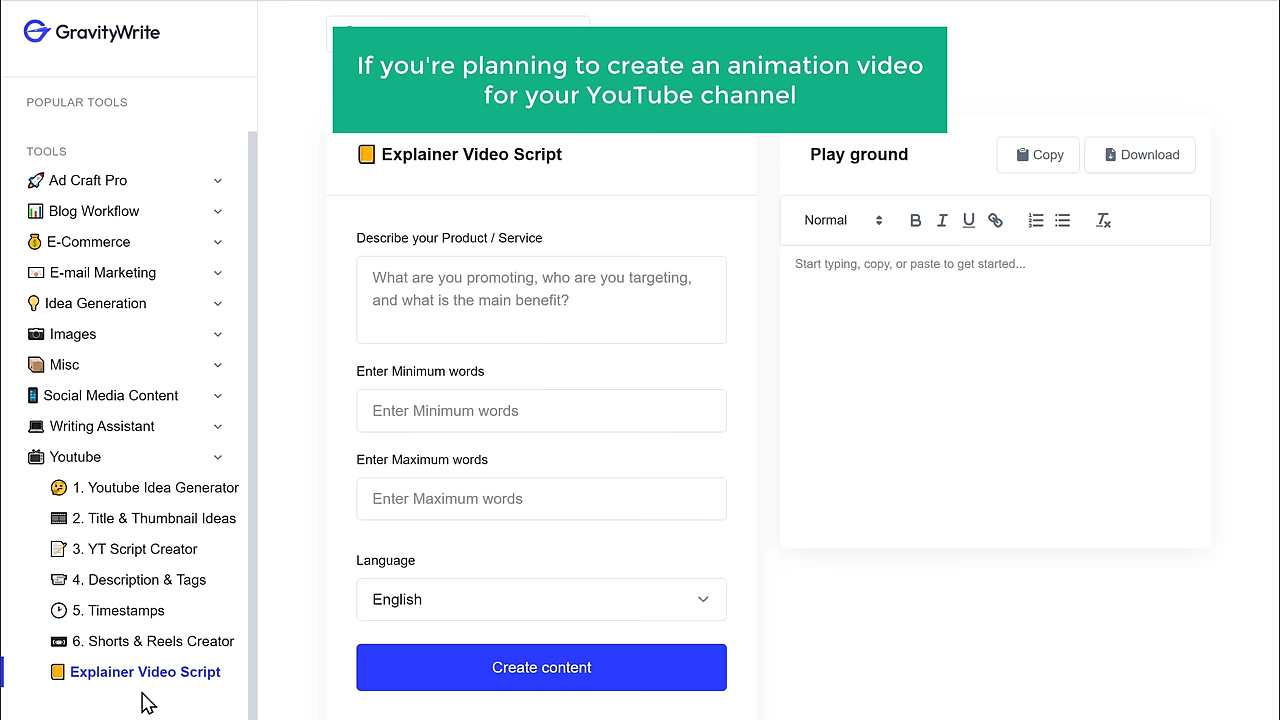 GravityWrite
If you're planning to create an animation video
for your YouTube channel
POPULAR TOOLS
TOOLS
Ad Craft Pro
Blog Workflow
E-Commerce
E-mail Marketing
Idea Generation
Images
Misc
Social Media Content
Writing Assistant
Youtube
1. Youtube Idea Generator
2. Title & Thumbnail Ideas
3. YT Script Creator
4. Description & Tags
5. Timestamps
6. Shorts & Reels Creator
Explainer Video Script
Explainer Video Script
Describe your Product / Service
What are you promoting, who are you targeting,
and what is the main benefit?
Enter Minimum words
Enter Minimum words
Enter Maximum words
Enter Maximum words
Language
English
Create content
Play ground
Copy
Download
Normal
Start typing, copy, or paste to get started...